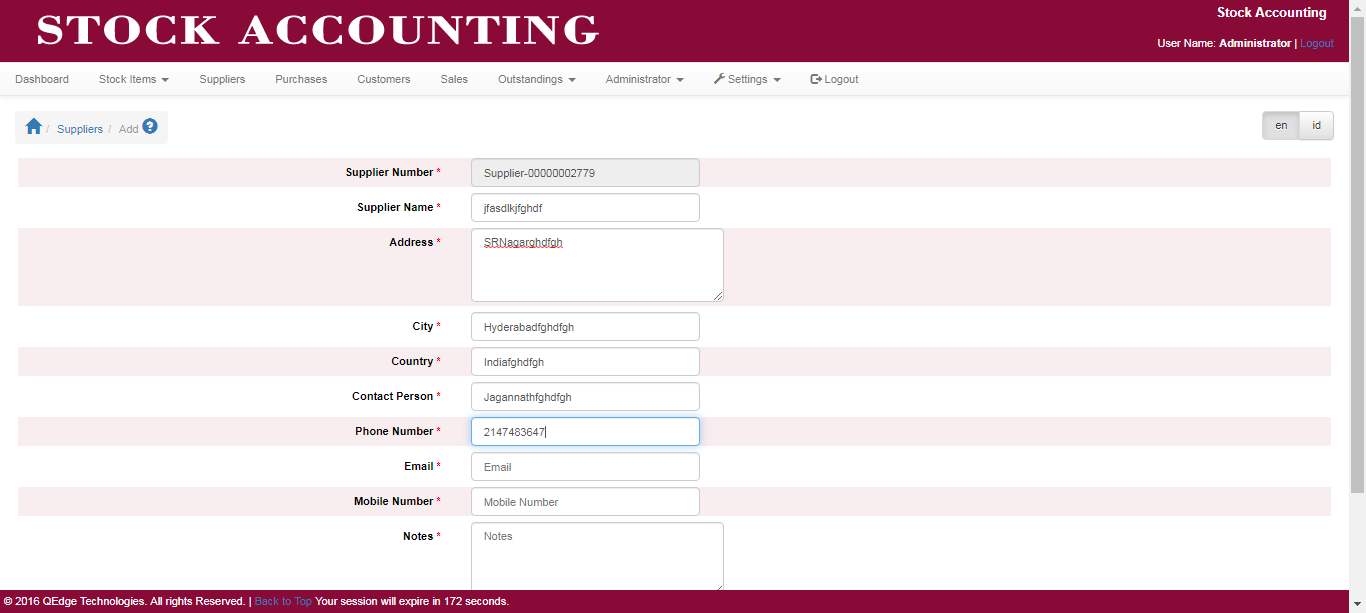 STOCK ACCOUNTING
Stock Accounting
User Name: Administrator | Logout
Dashboard Stock Items Suppliers Purchases Customers Sales Outstandings Administrator Settings Logout
/ Suppliers / Add ?
en id
Supplier Number * Supplier-00000002779
Supplier Name * jfasdlkjfghdf
Address * SRNagarghdfgh
City * Hyderabadfghdfgh
Country * Indiafghdfgh
Contact Person * Jagannathfghdfgh
Phone Number * 2147483647
Email * Email
Mobile Number * Mobile Number
Notes * Notes
© 2016 QEdge Technologies. All rights Reserved. | Back to Top Your session will expire in 172 seconds.